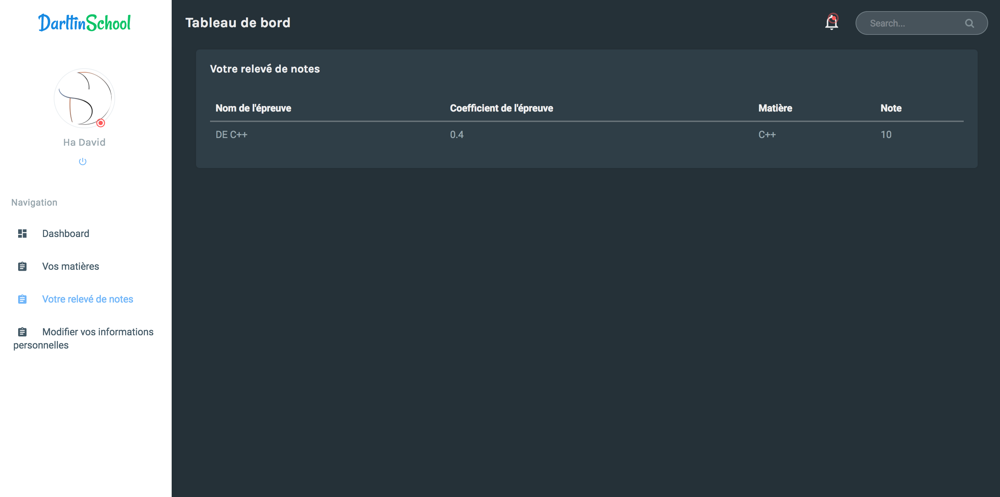 DarltinSchool
Ha David
Navigation
Dashboard
Vos matières
Votre relevé de notes
Modifier vos informations
personnelles
Tableau de bord
Search...
Votre relevé de notes
Nom de l'épreuve Coefficient de l'épreuve Matière Note
DE C++ 0.4 C++ 10